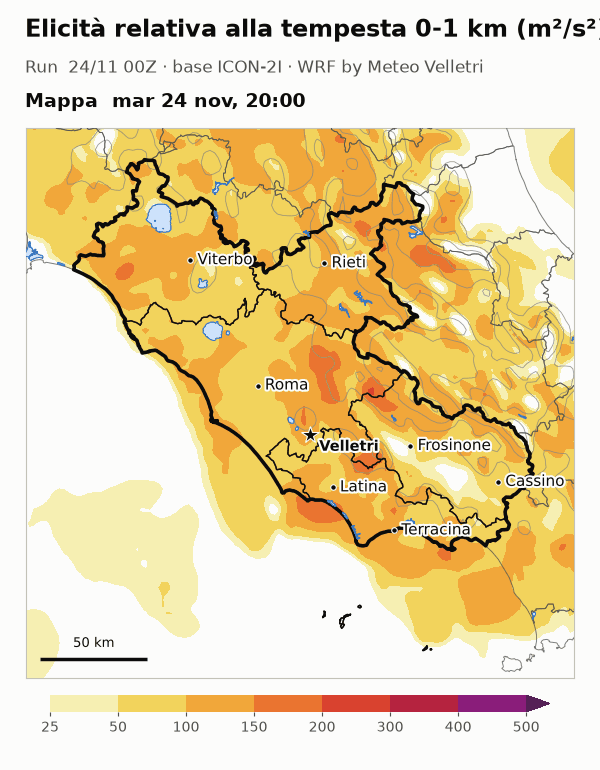 Elicità relativa alla tempesta 0-1 km (m²/s²)
Run 24/11 00Z · base ICON-2I · WRF by Meteo Velletri
Mappa mar 24 nov, 20:00
Viterbo
Rieti
Roma
Velletri
Frosinone
Cassino
Latina
Terracina
50 km
25 50 100 150 200 300 400 500